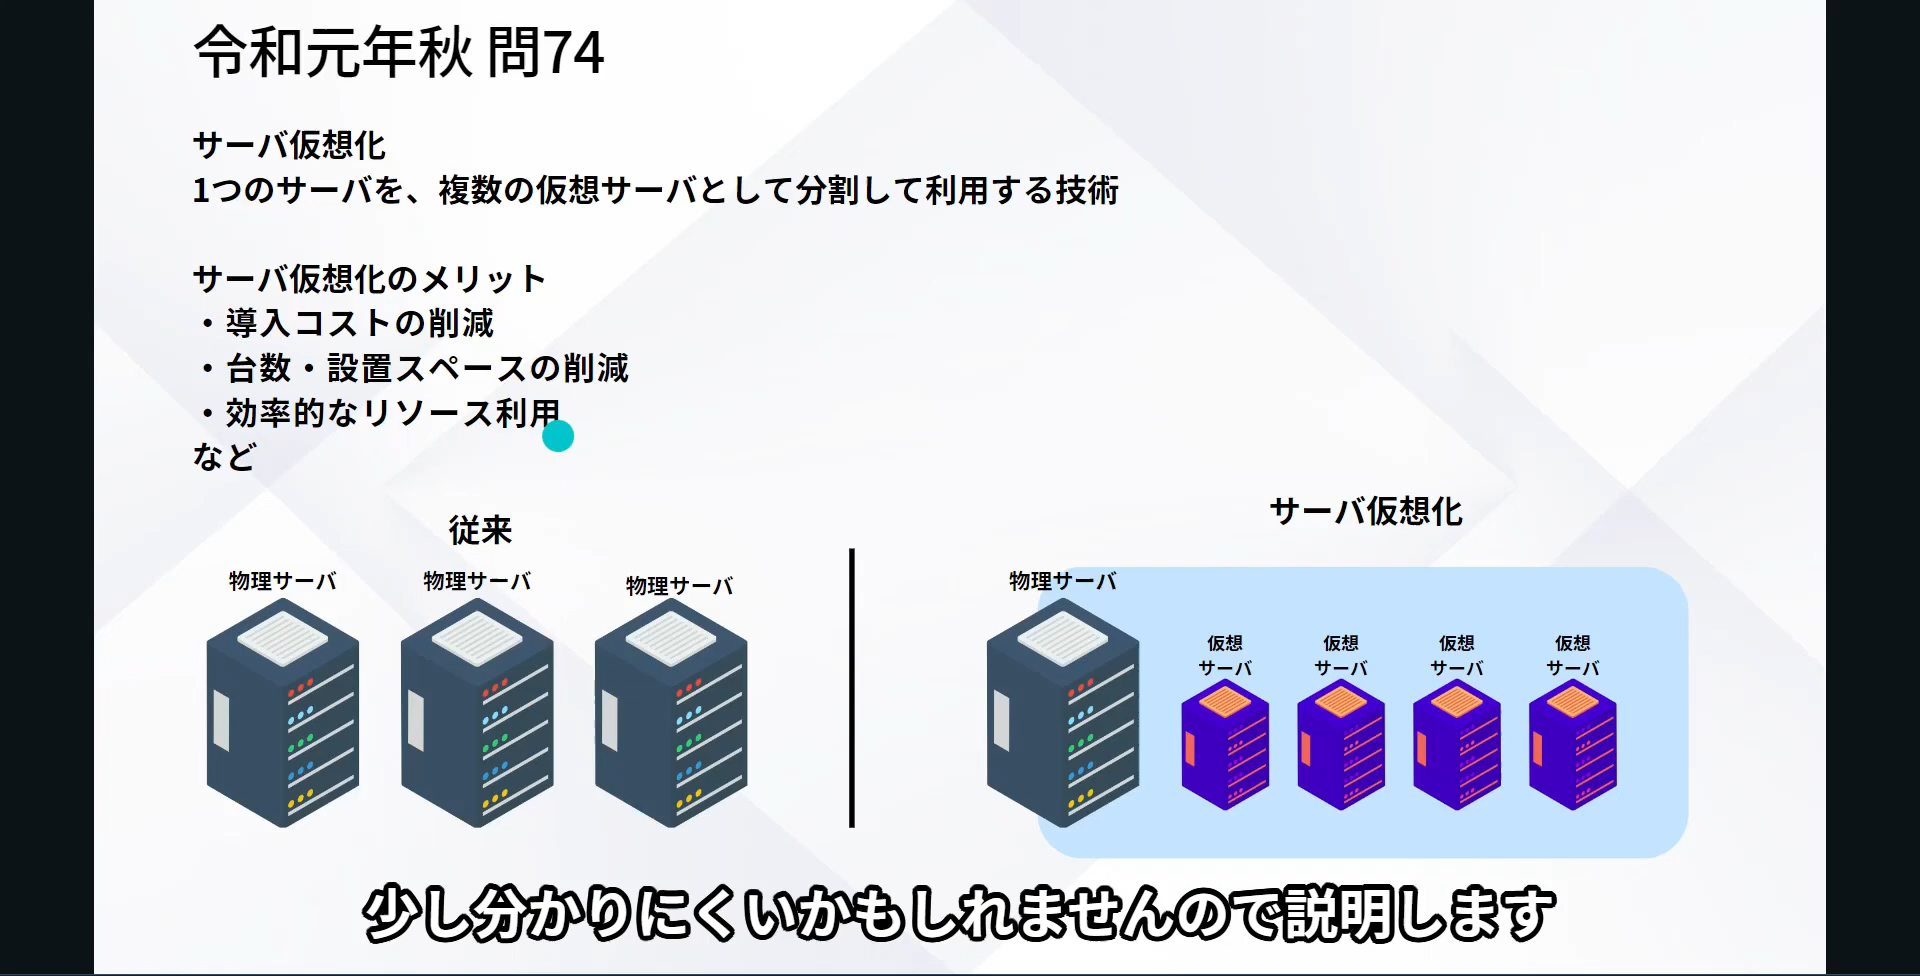 令和元年秋 問74
サーバ仮想化
1つのサーバを、複数の仮想サーバとして分割して利用する技術
サーバ仮想化のメリット
・導入コストの削減
・台数・設置スペースの削減
・効率的なリソース利用
など
従来
物理サーバ
物理サーバ
物理サーバ
サーバ仮想化
物理サーバ
仮想
サーバ
仮想
サーバ
仮想
サーバ
仮想
サーバ
少し分かりにくいかもしれませんので説明します